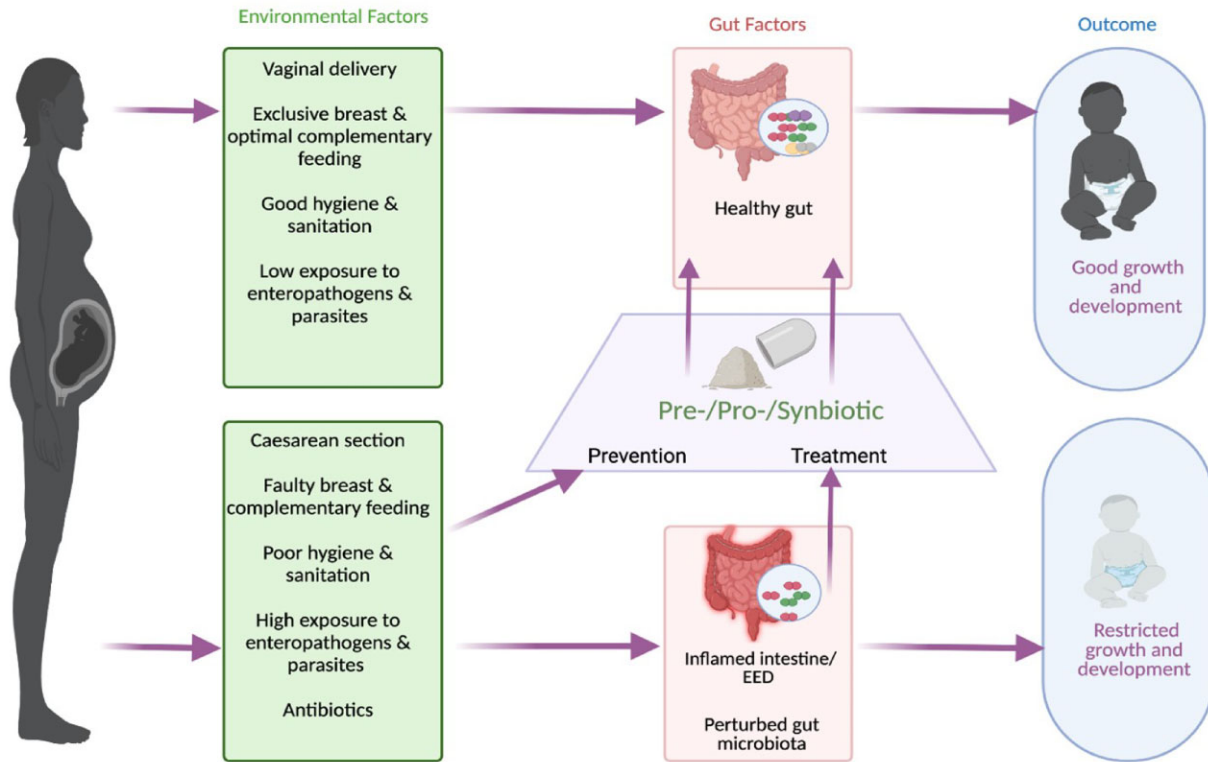 Environmental Factors
Gut Factors
Outcome
Vaginal delivery
Exclusive breast &
optimal complementary
feeding
Good hygiene &
sanitation
Low exposure to
enteropathogens &
parasites
Healthy gut
Good growth
and
development
Pre-/Pro-/Synbiotic
Prevention
Treatment
Caesarean section
Faulty breast &
complementary feeding
Poor hygiene &
sanitation
High exposure to
enteropathogens &
parasites
Antibiotics
Inflamed intestine/
EED
Perturbed gut
microbiota
Restricted
growth and
development